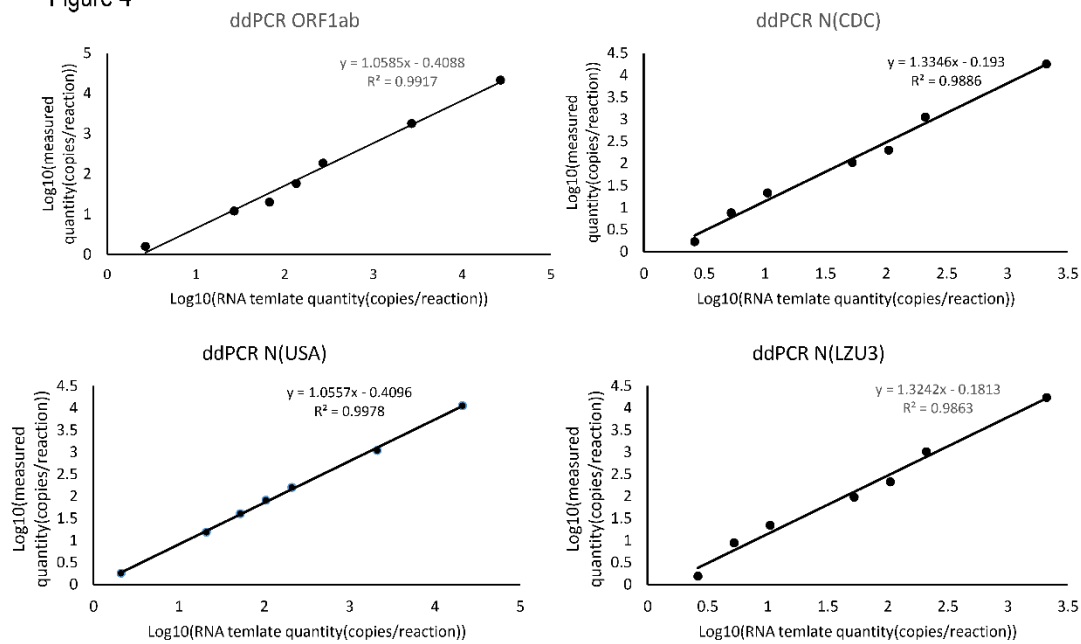 Figure 4
ddPCR ORF1ab
y = 1.0585x - 0.4088
R² = 0.9917
5
4
3
2
1
0
0 1 2 3 4 5
Log10(measured
quantity(copies/reaction))
Log10(RNA temlate quantity(copies/reaction))
ddPCR N(CDC)
y = 1.3346x - 0.193
R² = 0.9886
4.5
4
3.5
3
2.5
2
1.5
1
0.5
0
0 0.5 1 1.5 2 2.5 3 3.5
Log10(measured
quantity(copies/reaction))
Log10(RNA temlate quantity(copies/reaction))
ddPCR N(USA)
y = 1.0557x - 0.4096
R² = 0.9978
4.5
4
3.5
3
2.5
2
1.5
1
0.5
0
0 1 2 3 4 5
Log10(measured
quantity(copies/reaction))
Log10(RNA temlate quantity(copies/reaction))
ddPCR N(LZU3)
y = 1.3242x - 0.1813
R² = 0.9863
4.5
4
3.5
3
2.5
2
1.5
1
0.5
0
0 0.5 1 1.5 2 2.5 3 3.5
Log10(measured
quantity(copies/reaction))
Log10(RNA temlate quantity(copies/reaction))